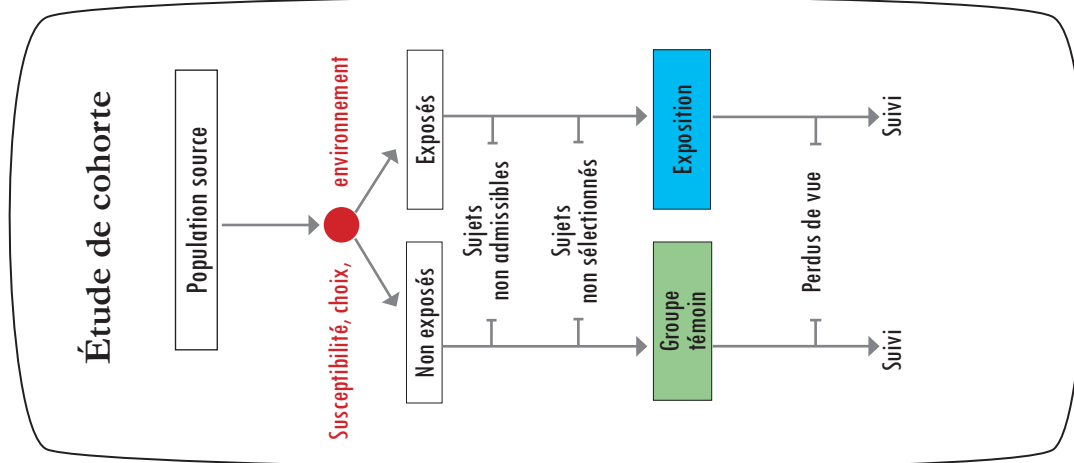 Étude de cohorte
Population source
Susceptibilité, choix, environnement
Non exposés
Exposés
Sujets
non admissibles
Sujets
non sélectionnés
Groupe
témoin
Exposition
Perdus de vue
Suivi
Suivi